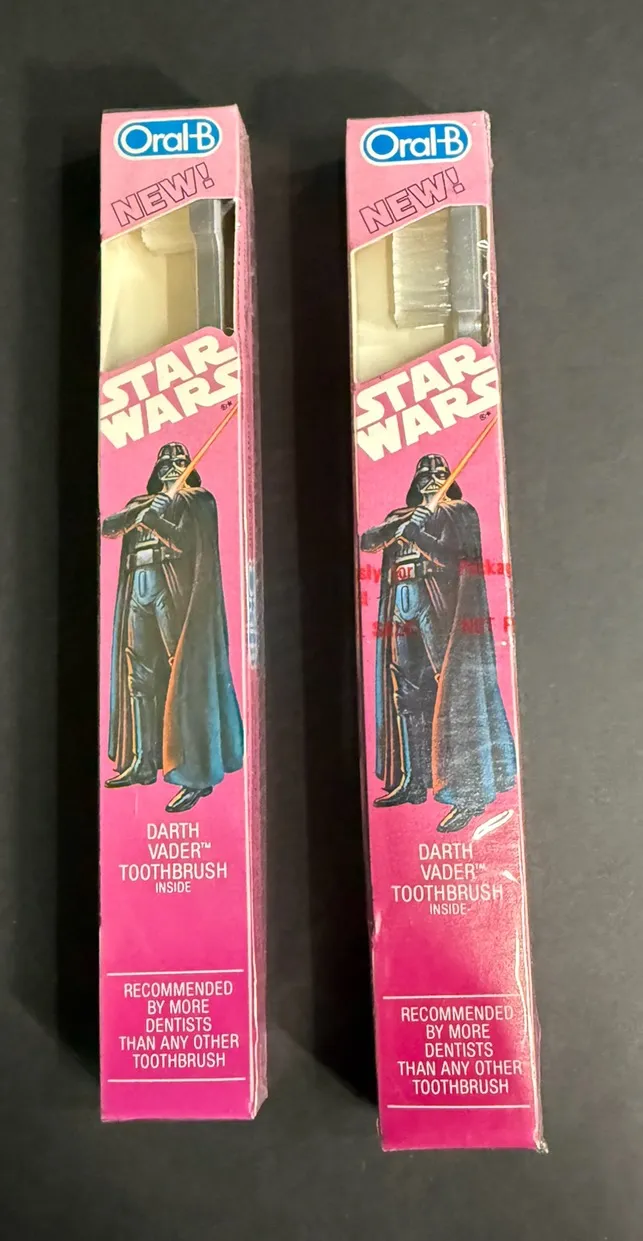 Oral-B
NEW!
STAR
WARS
DARTH
VADER™
TOOTHBRUSH
INSIDE
RECOMMENDED
BY MORE
DENTISTS
THAN ANY OTHER
TOOTHBRUSH
Oral-B
NEW!
STAR
WARS
DARTH
VADER™
TOOTHBRUSH
INSIDE
RECOMMENDED
BY MORE
DENTISTS
THAN ANY OTHER
TOOTHBRUSH